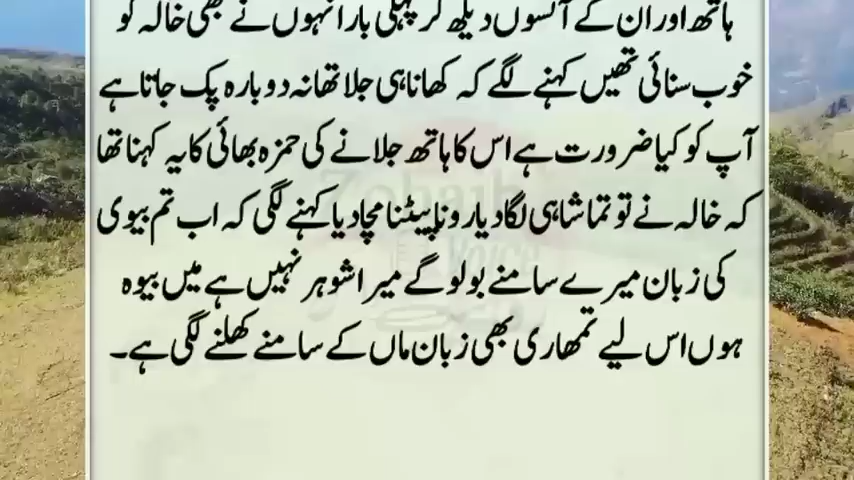 ہاتھ اور ان کے آنسوں دیکھ کر پہلی بار انہوں نے بھی خالہ کو
خوب سنائی تھیں کہنے لگے کہ کھانا ہی جلا تھا نہ دوبارہ پک جاتا ہے
آپ کو کیا ضرورت ہے اس کا ہاتھ جلانے کی حمزہ بھائی کا یہ کہنا تھا
کہ خالہ نے تو تماشا ہی لگا دیا رونا پیٹنا مچا دیا کہنے لگی کہ اب تم بیوی
کی زبان میرے سامنے بولو گے میرا شوہر نہیں ہے میں بیوہ
ہوں اس لیے تمھاری بھی زبان ماں کے سامنے کھلنے لگی ہے۔
Zohaib
Voice